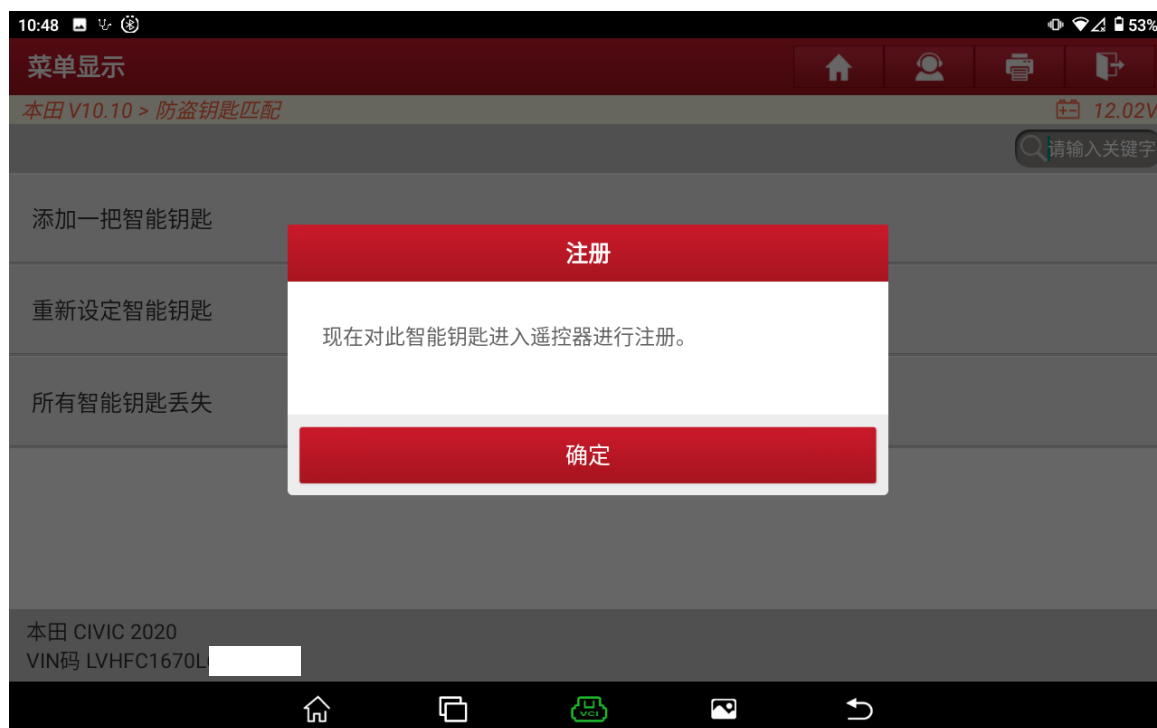 10:48
53%
菜单显示
本田 V10.10 > 防盗钥匙匹配
12.02V
请输入关键字
添加一把智能钥匙
重新设定智能钥匙
所有智能钥匙丢失
注册
现在对此智能钥匙进入遥控器进行注册。
确定
本田 CIVIC 2020
VIN码 LVHFC1670L
VCI